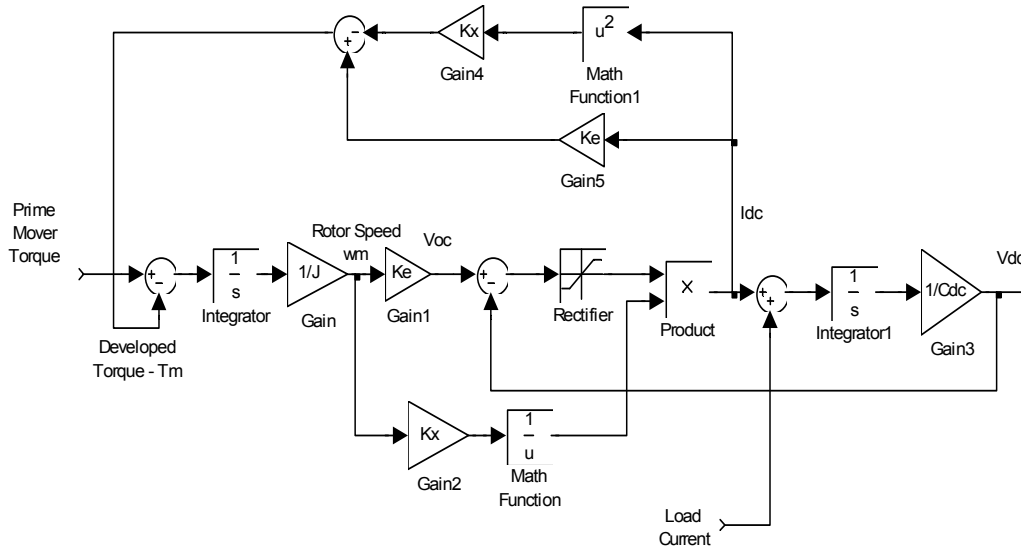 Kx
u2
Gain4
Math
Function1
Ke
Gain5
Prime
Mover
Torque
Idc
Rotor Speed
wm
Voc
Vdc
+
-
1
s
1/J
Ke
+
-
X
+
+
1
s
1/Cdc
Integrator
Gain
Gain1
Rectifier
Product
Integrator1
Gain3
Developed
Torque - Tm
Kx
1
u
Gain2
Math
Function
Load
Current